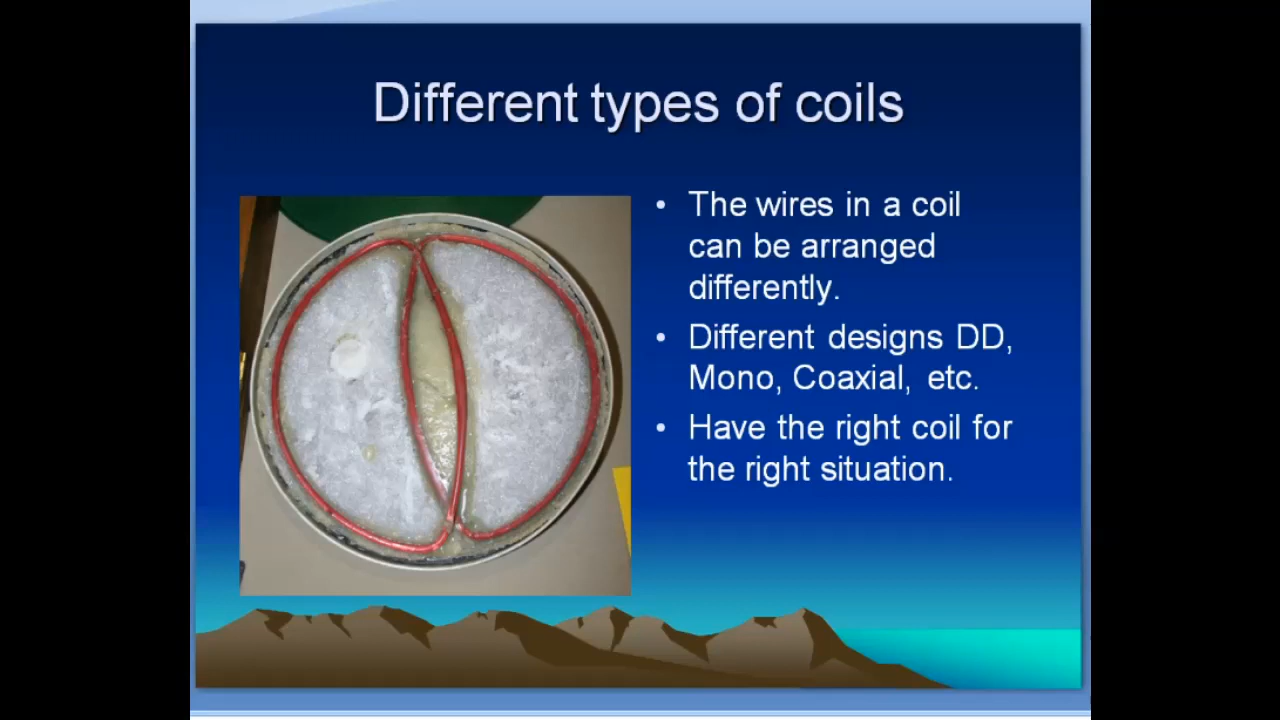 Different types of coils
• The wires in a coil
can be arranged
differently.
• Different designs DD,
Mono, Coaxial, etc.
• Have the right coil for
the right situation.